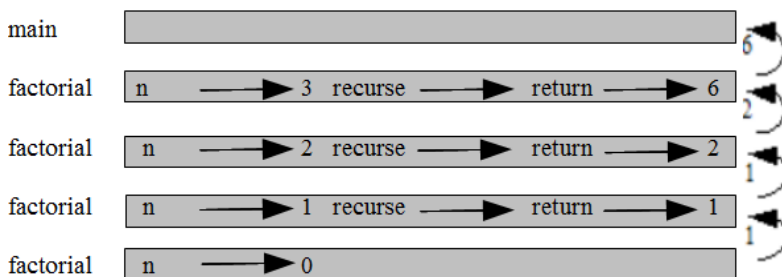 main
6
factorial n 3 recurse return 6
2
factorial n 2 recurse return 2
1
factorial n 1 recurse return 1
1
factorial n 0